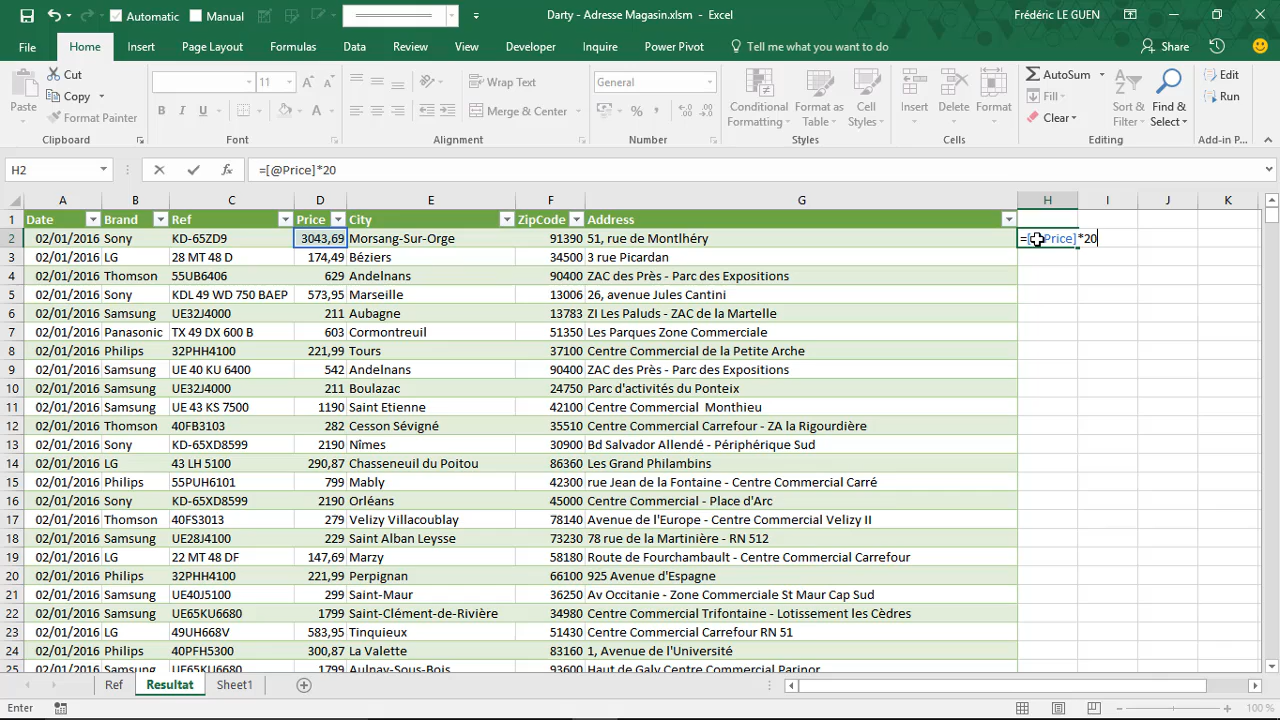 Automatic Manual Darty - Adresse Magasin.xlsm - Excel Frédéric LE GUEN
File Home Insert Page Layout Formulas Data Review View Developer Inquire Power Pivot Tell me what you want to do Share
Paste Cut Copy Format Painter Clipboard
11 B I U Font
Wrap Text Merge & Center Alignment
General % Number
Conditional Formatting Format as Table Cell Styles Styles
Insert Delete Format Cells
AutoSum Fill Clear Sort & Filter Find & Select Editing
Edit Run Add-in P...
H2 fx =[@Price]*20
A B C D E F G H I J K
1 Date Brand Ref Price City ZipCode Address
2 02/01/2016 Sony KD-65ZD9 3043,69 Morsang-Sur-Orge 91390 51, rue de Montlhéry Price]*20
3 02/01/2016 LG 28 MT 48 D 174,49 Béziers 34500 3 rue Picardan
4 02/01/2016 Thomson 55UB6406 629 Andelnans 90400 ZAC des Près - Parc des Expositions
5 02/01/2016 Sony KDL 49 WD 750 BAEP 573,95 Marseille 13006 26, avenue Jules Cantini
6 02/01/2016 Samsung UE32J4000 211 Aubagne 13783 ZI Les Paluds - ZAC de la Martelle
7 02/01/2016 Panasonic TX 49 DX 600 B 603 Cormontreuil 51350 Les Parques Zone Commerciale
8 02/01/2016 Philips 32PHH4100 221,99 Tours 37100 Centre Commercial de la Petite Arche
9 02/01/2016 Samsung UE 40 KU 6400 542 Andelnans 90400 ZAC des Près - Parc des Expositions
10 02/01/2016 Samsung UE32J4000 211 Boulazac 24750 Parc d'activités du Ponteix
11 02/01/2016 Samsung UE 43 KS 7500 1190 Saint Etienne 42100 Centre Commercial Monthieu
12 02/01/2016 Thomson 40FB3103 282 Cesson Sévigné 35510 Centre Commercial Carrefour - ZA la Rigourdière
13 02/01/2016 Sony KD-65XD8599 2190 Nîmes 30900 Bd Salvador Allendé - Périphérique Sud
14 02/01/2016 LG 43 LH 5100 290,87 Chasseneuil du Poitou 86360 Les Grand Philambins
15 02/01/2016 Philips 55PUH6101 799 Mably 42300 rue Jean de la Fontaine - Centre Commercial Carré
16 02/01/2016 Sony KD-65XD8599 2190 Orléans 45000 Centre Commercial - Place d'Arc
17 02/01/2016 Thomson 40FS3013 279 Velizy Villacoublay 78140 Avenue de l'Europe - Centre Commercial Velizy II
18 02/01/2016 Samsung UE28J4100 229 Saint Alban Leysse 73230 78 rue de la Martinière - RN 512
19 02/01/2016 LG 22 MT 48 DF 147,69 Marzy 58180 Route de Fourchambault - Centre Commercial Carrefour
20 02/01/2016 Philips 32PHH4100 221,99 Perpignan 66100 925 Avenue d'Espagne
21 02/01/2016 Samsung UE40J5100 299 Saint-Maur 36250 Av Occitanie - Zone Commerciale St Maur Cap Sud
22 02/01/2016 Samsung UE65KU6680 1799 Saint-Clément-de-Rivière 34980 Centre Commercial Trifontaine - Lotissement les Cèdres
23 02/01/2016 LG 49UH668V 583,95 Tinquieux 51430 Centre Commercial Carrefour RN 51
24 02/01/2016 Philips 40PFH5300 300,87 La Valette 83160 1, Avenue de l'Université
25 02/01/2016 Samsung UE65KU6680 1799 Aulnay-Sous-Bois 93600 Haut de Galy Centre Commercial Parinor
Ref Resultat Sheet1
Enter 100 %